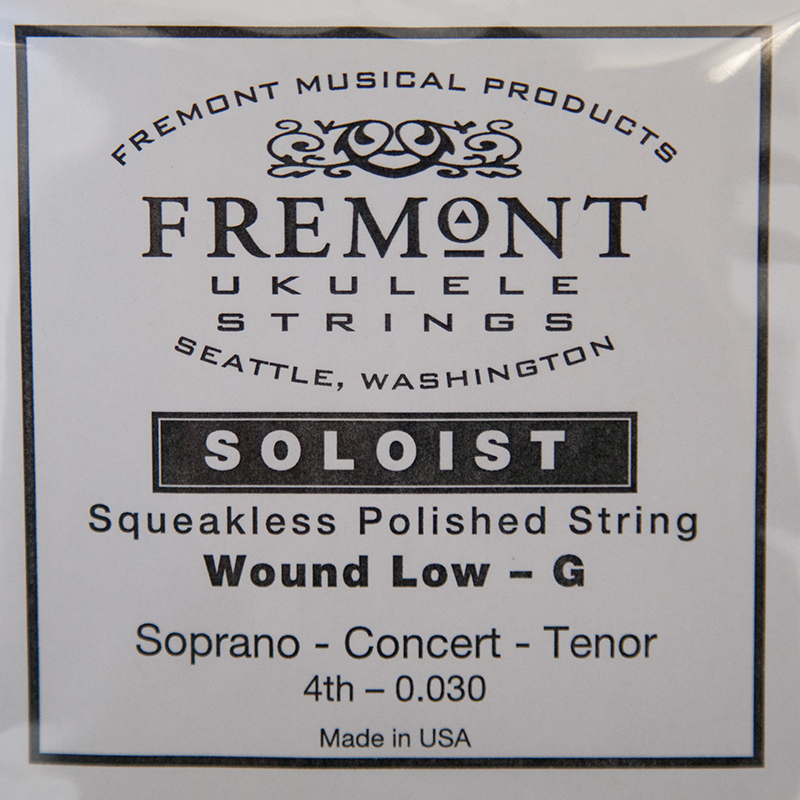 FREMONT MUSICAL PRODUCTS
FREMONT
UKULELE
STRINGS
SEATTLE, WASHINGTON
SOLOIST
Squeakless Polished String
Wound Low – G
Soprano - Concert - Tenor
4th – 0.030
Made in USA